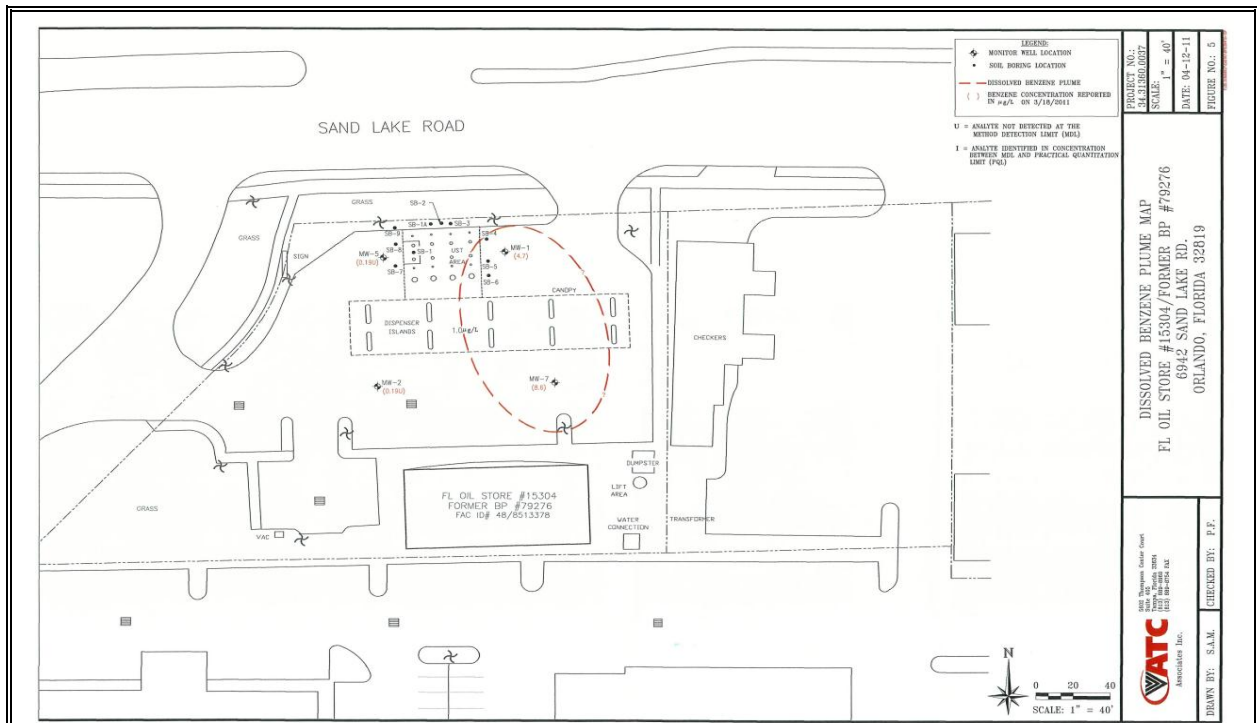 LEGEND:
MONITOR WELL LOCATION
SOIL BORING LOCATION
DISSOLVED BENZENE PLUME
( ) BENZENE CONCENTRATION REPORTED
IN µg/L ON 3/18/2011
U = ANALYTE NOT DETECTED AT THE
METHOD DETECTION LIMIT (MDL)
I = ANALYTE IDENTIFIED IN CONCENTRATION
BETWEEN MDL AND PRACTICAL QUANTITATION
LIMIT (PQL)
SAND LAKE ROAD
GRASS
GRASS
SIGN
SB-2
SB-1A
SB-3
SB-9
SB-4
SB-8
SB-1
UST
AREA
MW-5
(0.19U)
SB-7
SB-5
SB-6
MW-1
(4.7)
CANOPY
DISPENSER
ISLANDS
1.0µg/L
CHECKERS
MW-2
(0.19U)
MW-7
(8.6)
GRASS
VAC
FL OIL STORE #15304
FORMER BP #79276
FAC ID# 48/8513378
DUMPSTER
LIFT
AREA
WATER
CONNECTION
TRANSFORMER
N
0 20 40
SCALE: 1" = 40'
PROJECT NO.:
34.31360.0037
SCALE:
1" = 40'
DATE: 04-12-11
FIGURE NO.: 5
DISSOLVED BENZENE PLUME MAP
FL OIL STORE #15304/FORMER BP #79276
6942 SAND LAKE RD.
ORLANDO, FLORIDA 32819
ATC
Associates Inc.
DRAWN BY: S.A.M.
CHECKED BY: P.F.